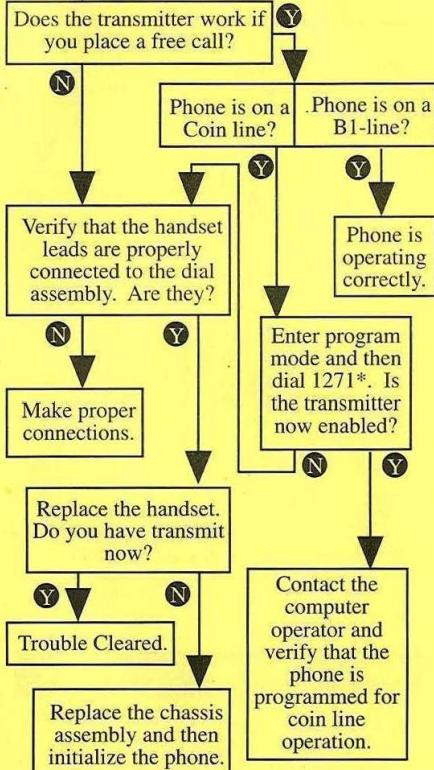 Does the transmitter work if
you place a free call?
Y
N
Phone is on a
Coin line?
.Phone is on a
B1-line?
Y
Y
Verify that the handset
leads are properly
connected to the dial
assembly. Are they?
Phone is
operating
correctly.
N
Y
Enter program
mode and then
dial 1271*. Is
the transmitter
now enabled?
Make proper
connections.
N
Y
Replace the handset.
Do you have transmit
now?
Y
N
Trouble Cleared.
Contact the
computer
operator and
verify that the
phone is
programmed for
coin line
operation.
Replace the chassis
assembly and then
initialize the phone.